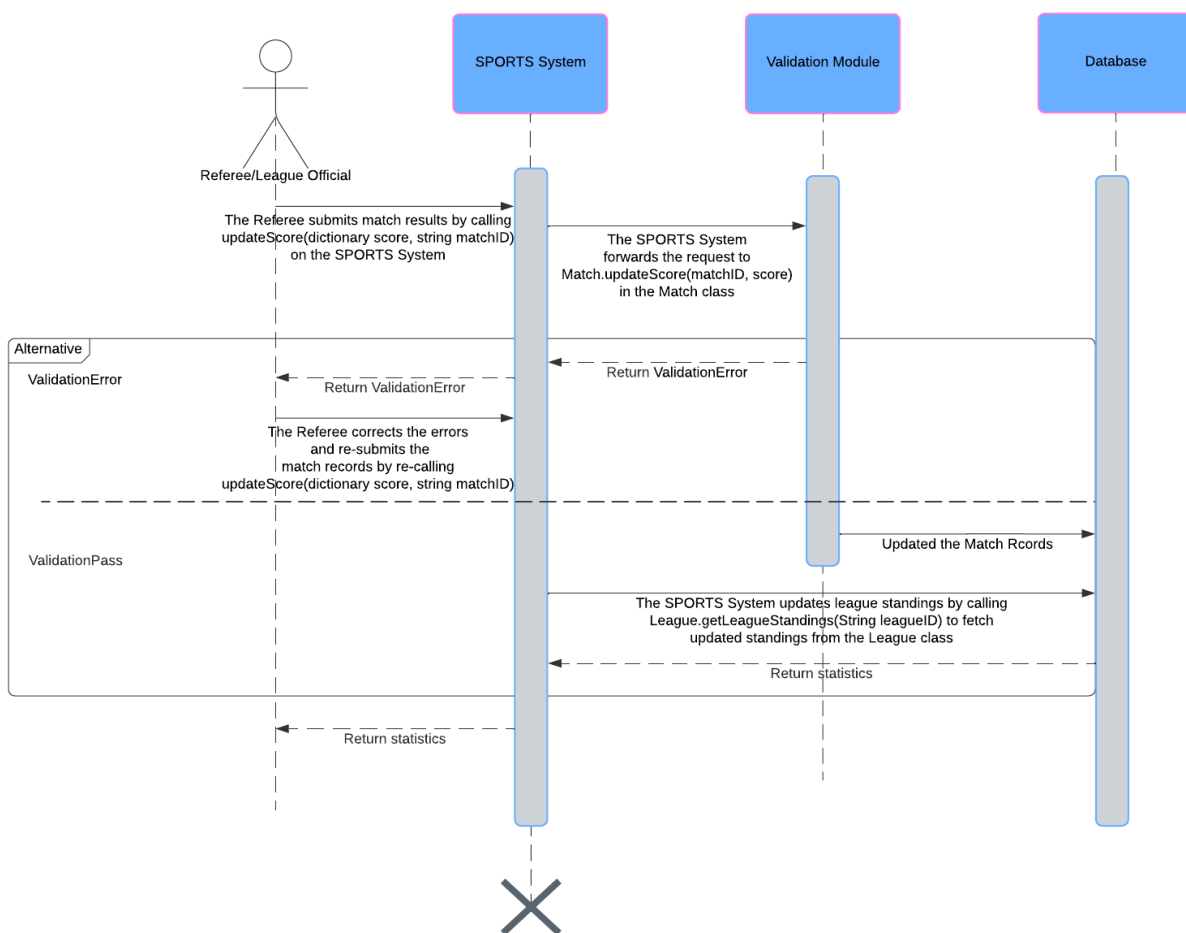 SPORTS System
Validation Module
Database
Referee/League Official
The Referee submits match results by calling
updateScore(dictionary score, string matchID)
on the SPORTS System
The SPORTS System
forwards the request to
Match.updateScore(matchID, score)
in the Match class
Alternative
ValidationError
Return ValidationError
Return ValidationError
The Referee corrects the errors
and re-submits the
match records by re-calling
updateScore(dictionary score, string matchID)
Updated the Match Rcords
ValidationPass
The SPORTS System updates league standings by calling
League.getLeagueStandings(String leagueID) to fetch
updated standings from the League class
Return statistics
Return statistics